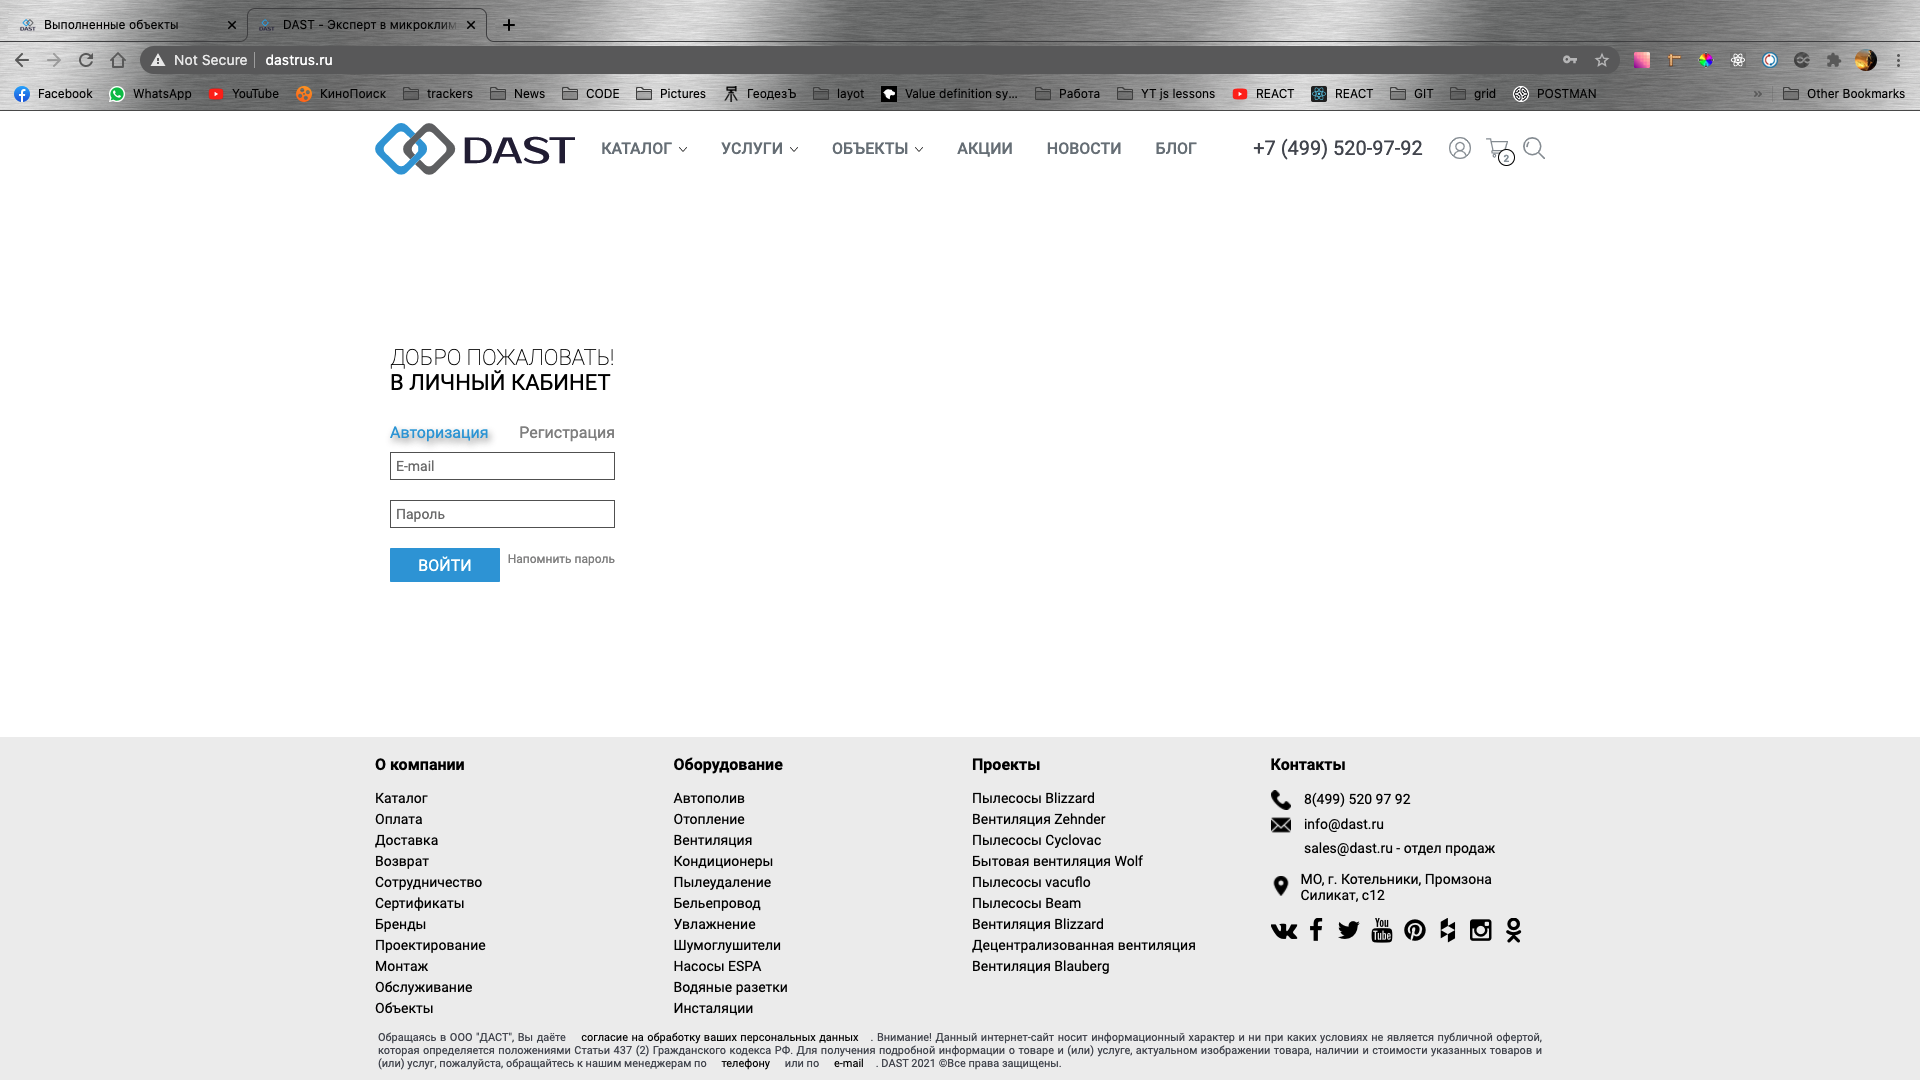 Выполненные объекты
DAST - Эксперт в микроклим
Not Secure dastrus.ru
Facebook WhatsApp YouTube КиноПоиск trackers News CODE Pictures ГеодезЪ layot Value definition sy... Работа YT js lessons REACT REACT GIT grid POSTMAN » Other Bookmarks
DAST КАТАЛОГ УСЛУГИ ОБЪЕКТЫ АКЦИИ НОВОСТИ БЛОГ +7 (499) 520-97-92 2
ДОБРО ПОЖАЛОВАТЬ!
В ЛИЧНЫЙ КАБИНЕТ
Авторизация Регистрация
E-mail
Пароль
ВОЙТИ Напомнить пароль
О компании
Каталог
Оплата
Доставка
Возврат
Сотрудничество
Сертификаты
Бренды
Проектирование
Монтаж
Обслуживание
Объекты
Оборудование
Автополив
Отопление
Вентиляция
Кондиционеры
Пылеудаление
Бельепровод
Увлажнение
Шумоглушители
Насосы ESPA
Водяные разетки
Инсталяции
Проекты
Пылесосы Blizzard
Вентиляция Zehnder
Пылесосы Cyclovac
Бытовая вентиляция Wolf
Пылесосы vacuflo
Пылесосы Beam
Вентиляция Blizzard
Децентрализованная вентиляция
Вентиляция Blauberg
Контакты
8(499) 520 97 92
info@dast.ru
sales@dast.ru - отдел продаж
МО, г. Котельники, Промзона
Силикат, с12
You Tube
Обращаясь в ООО "ДАСТ", Вы даёте согласие на обработку ваших персональных данных . Внимание! Данный интернет-сайт носит информационный характер и ни при каких условиях не является публичной офертой,
которая определяется положениями Статьи 437 (2) Гражданского кодекса РФ. Для получения подробной информации о товаре и (или) услуге, актуальном изображении товара, наличии и стоимости указанных товаров и
(или) услуг, пожалуйста, обращайтесь к нашим менеджерам по телефону или по e-mail . DAST 2021 ©Все права защищены.